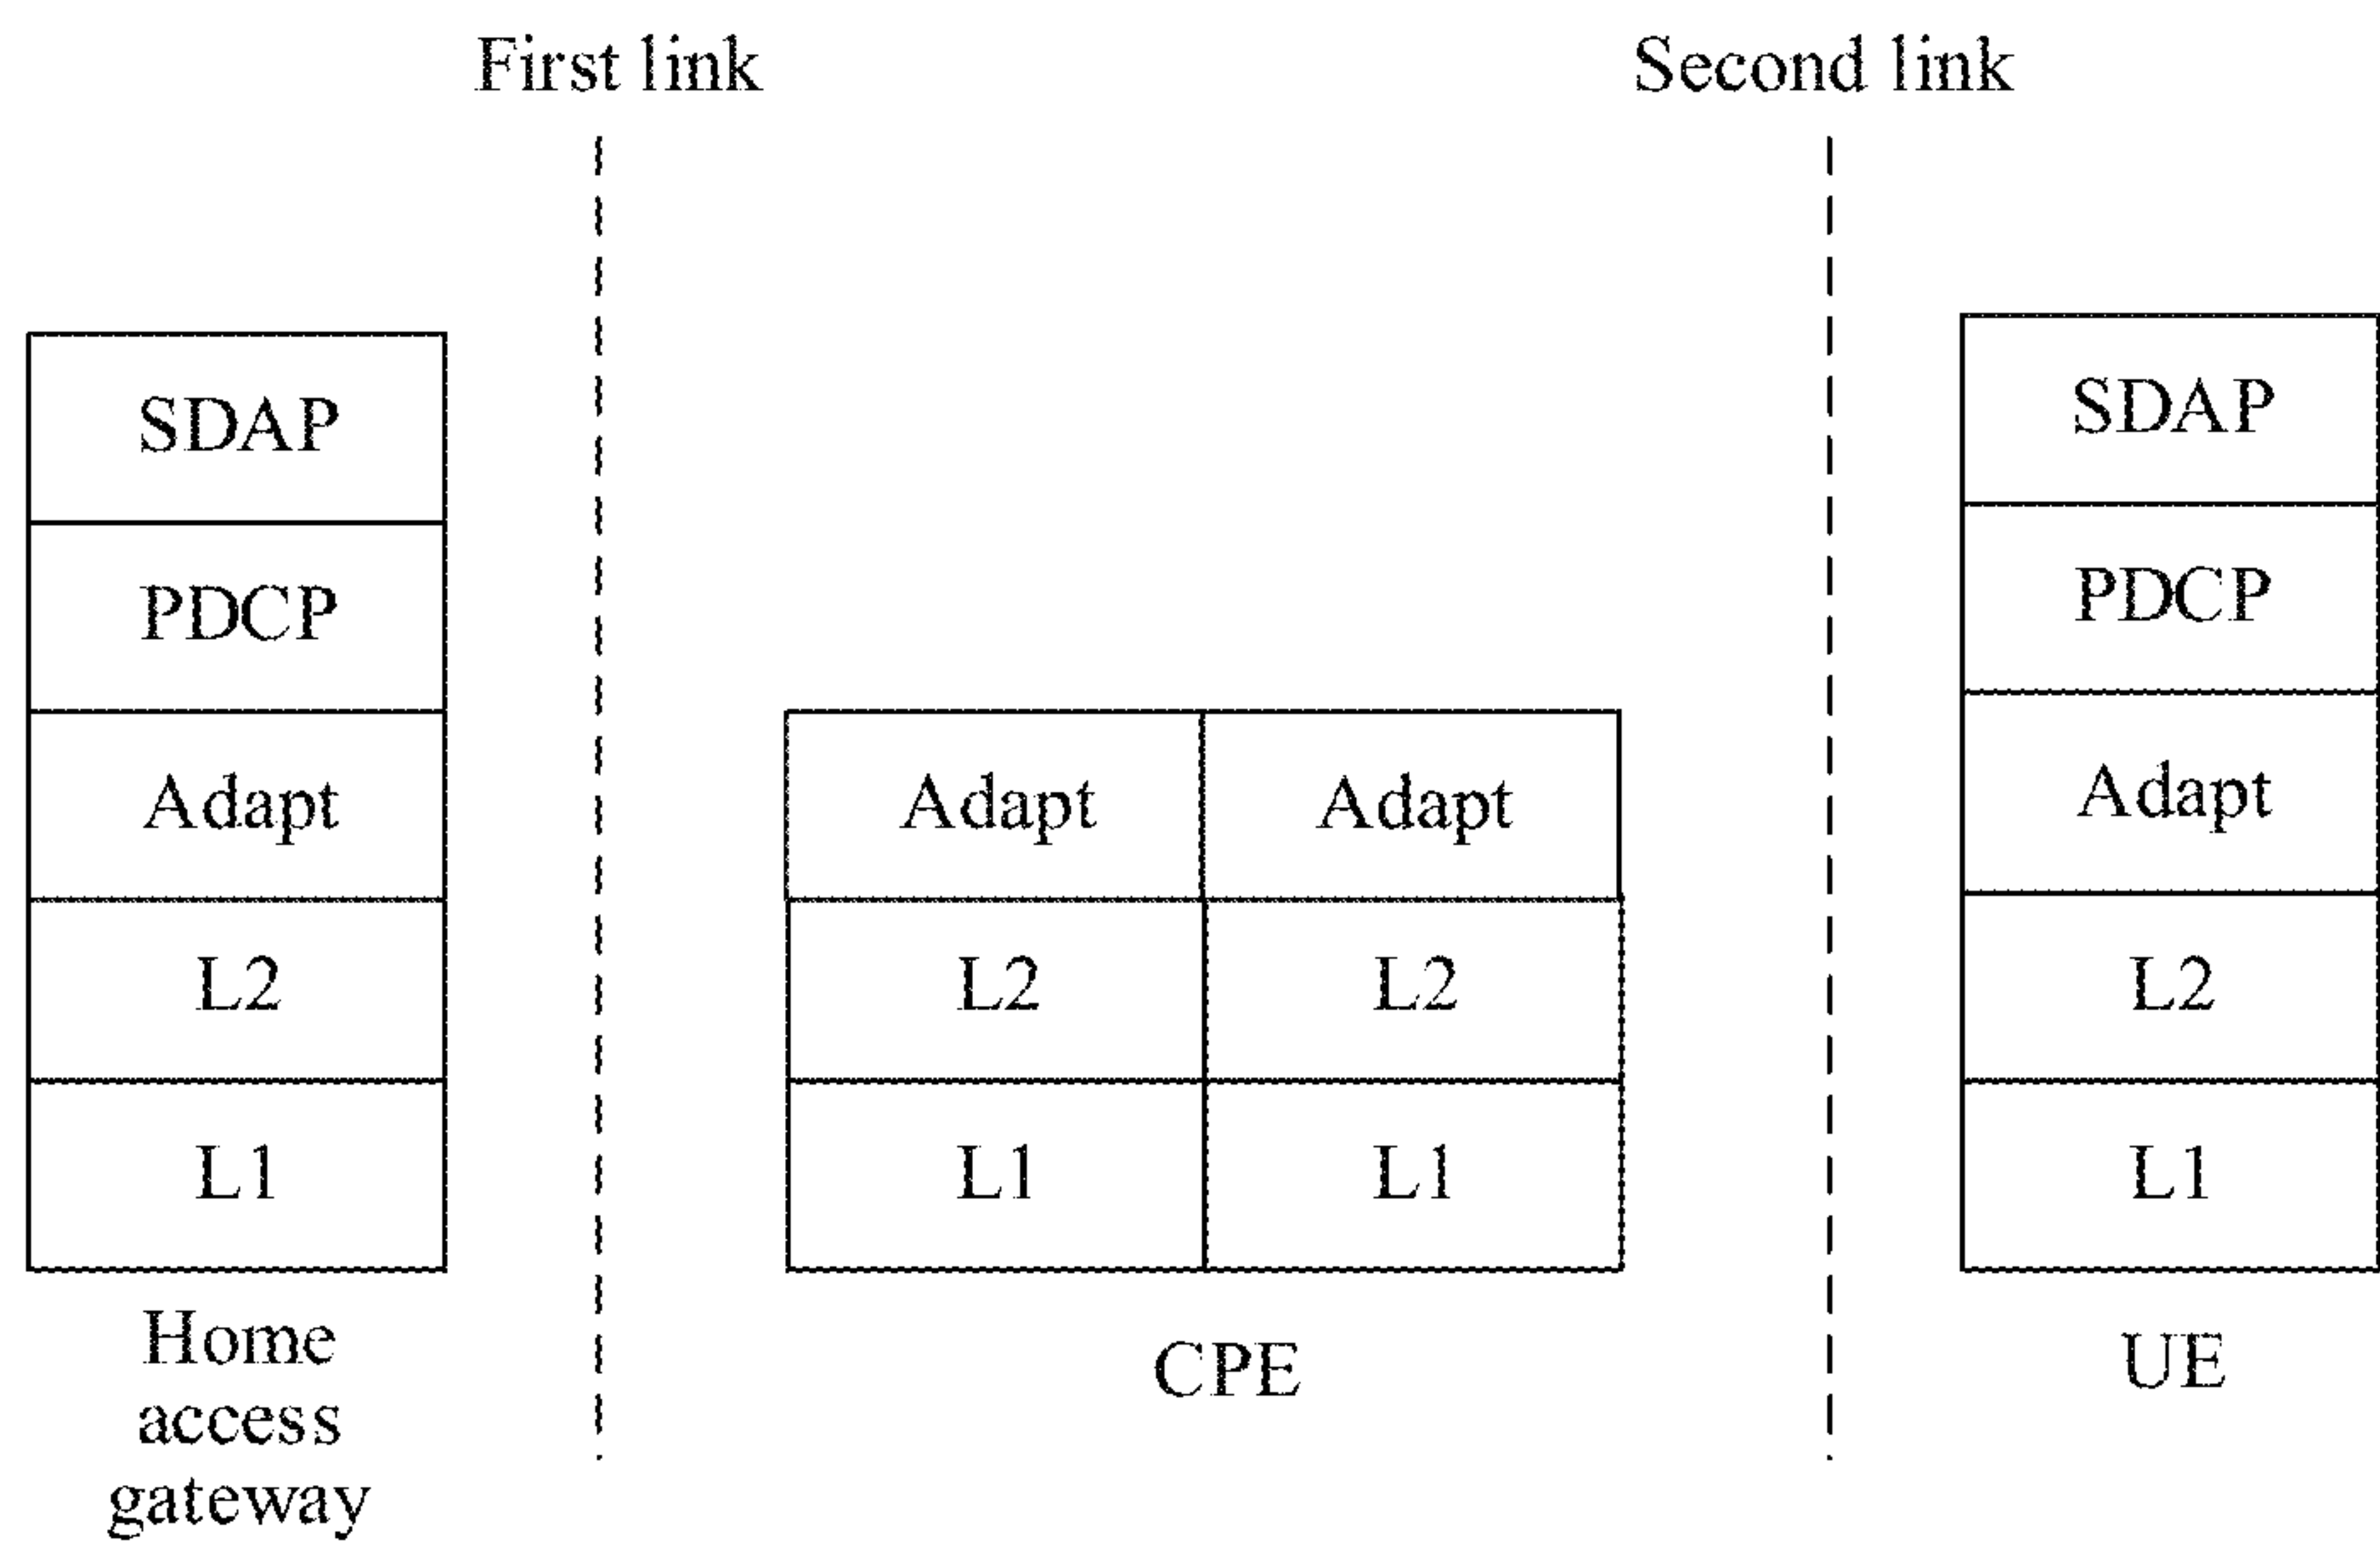 First link
Second link
SDAP
PDCP
Adapt
L2
L1
Home
access
gateway
Adapt Adapt
L2 L2
L1 L1
CPE
SDAP
PDCP
Adapt
L2
L1
UE